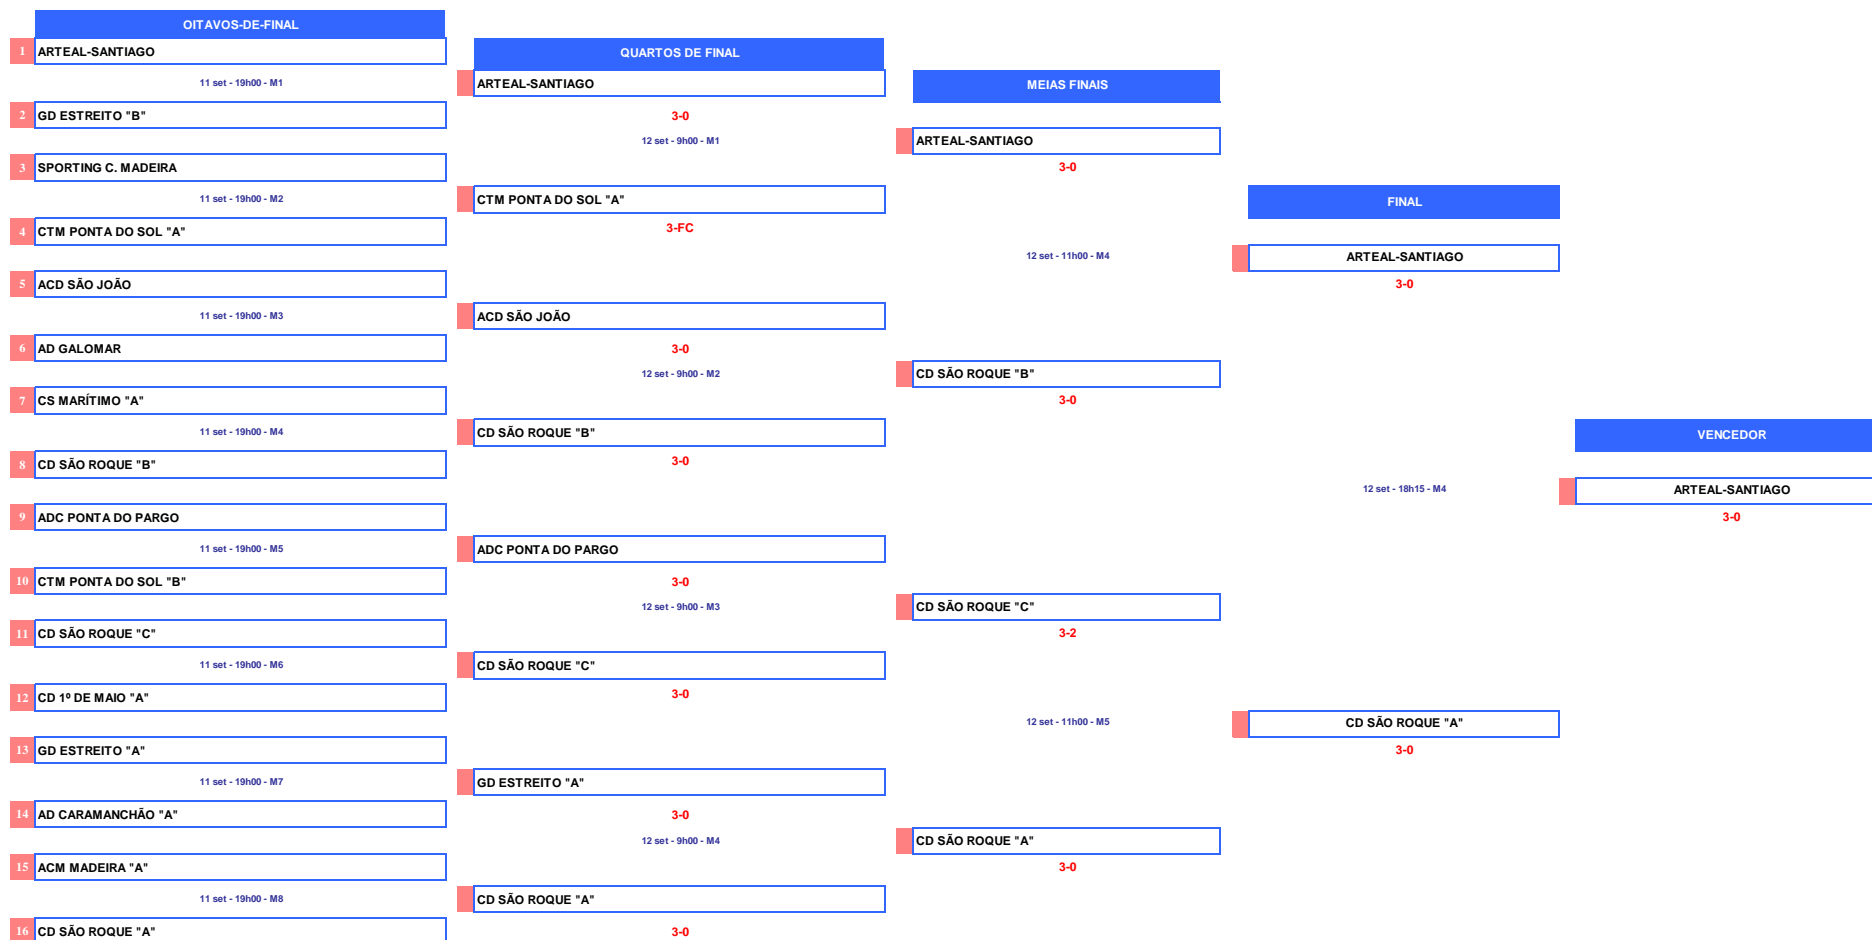 OITAVOS-DE-FINAL
1 ARTEAL-SANTIAGO
11 set - 19h00 - M1
2 GD ESTREITO "B"
3 SPORTING C. MADEIRA
11 set - 19h00 - M2
4 CTM PONTA DO SOL "A"
5 ACD SÃO JOÃO
11 set - 19h00 - M3
6 AD GALOMAR
7 CS MARÍTIMO "A"
11 set - 19h00 - M4
8 CD SÃO ROQUE "B"
9 ADC PONTA DO PARGO
11 set - 19h00 - M5
10 CTM PONTA DO SOL "B"
11 CD SÃO ROQUE "C"
11 set - 19h00 - M6
12 CD 1º DE MAIO "A"
13 GD ESTREITO "A"
11 set - 19h00 - M7
14 AD CARAMANCHÃO "A"
15 ACM MADEIRA "A"
11 set - 19h00 - M8
16 CD SÃO ROQUE "A"
QUARTOS DE FINAL
ARTEAL-SANTIAGO
3-0
12 set - 9h00 - M1
CTM PONTA DO SOL "A"
3-FC
ACD SÃO JOÃO
3-0
12 set - 9h00 - M2
CD SÃO ROQUE "B"
3-0
ADC PONTA DO PARGO
3-0
12 set - 9h00 - M3
CD SÃO ROQUE "C"
3-0
GD ESTREITO "A"
3-0
12 set - 9h00 - M4
CD SÃO ROQUE "A"
3-0
MEIAS FINAIS
ARTEAL-SANTIAGO
3-0
12 set - 11h00 - M4
CD SÃO ROQUE "B"
3-0
CD SÃO ROQUE "C"
3-2
12 set - 11h00 - M5
CD SÃO ROQUE "A"
3-0
FINAL
ARTEAL-SANTIAGO
3-0
12 set - 18h15 - M4
CD SÃO ROQUE "A"
3-0
VENCEDOR
ARTEAL-SANTIAGO
3-0